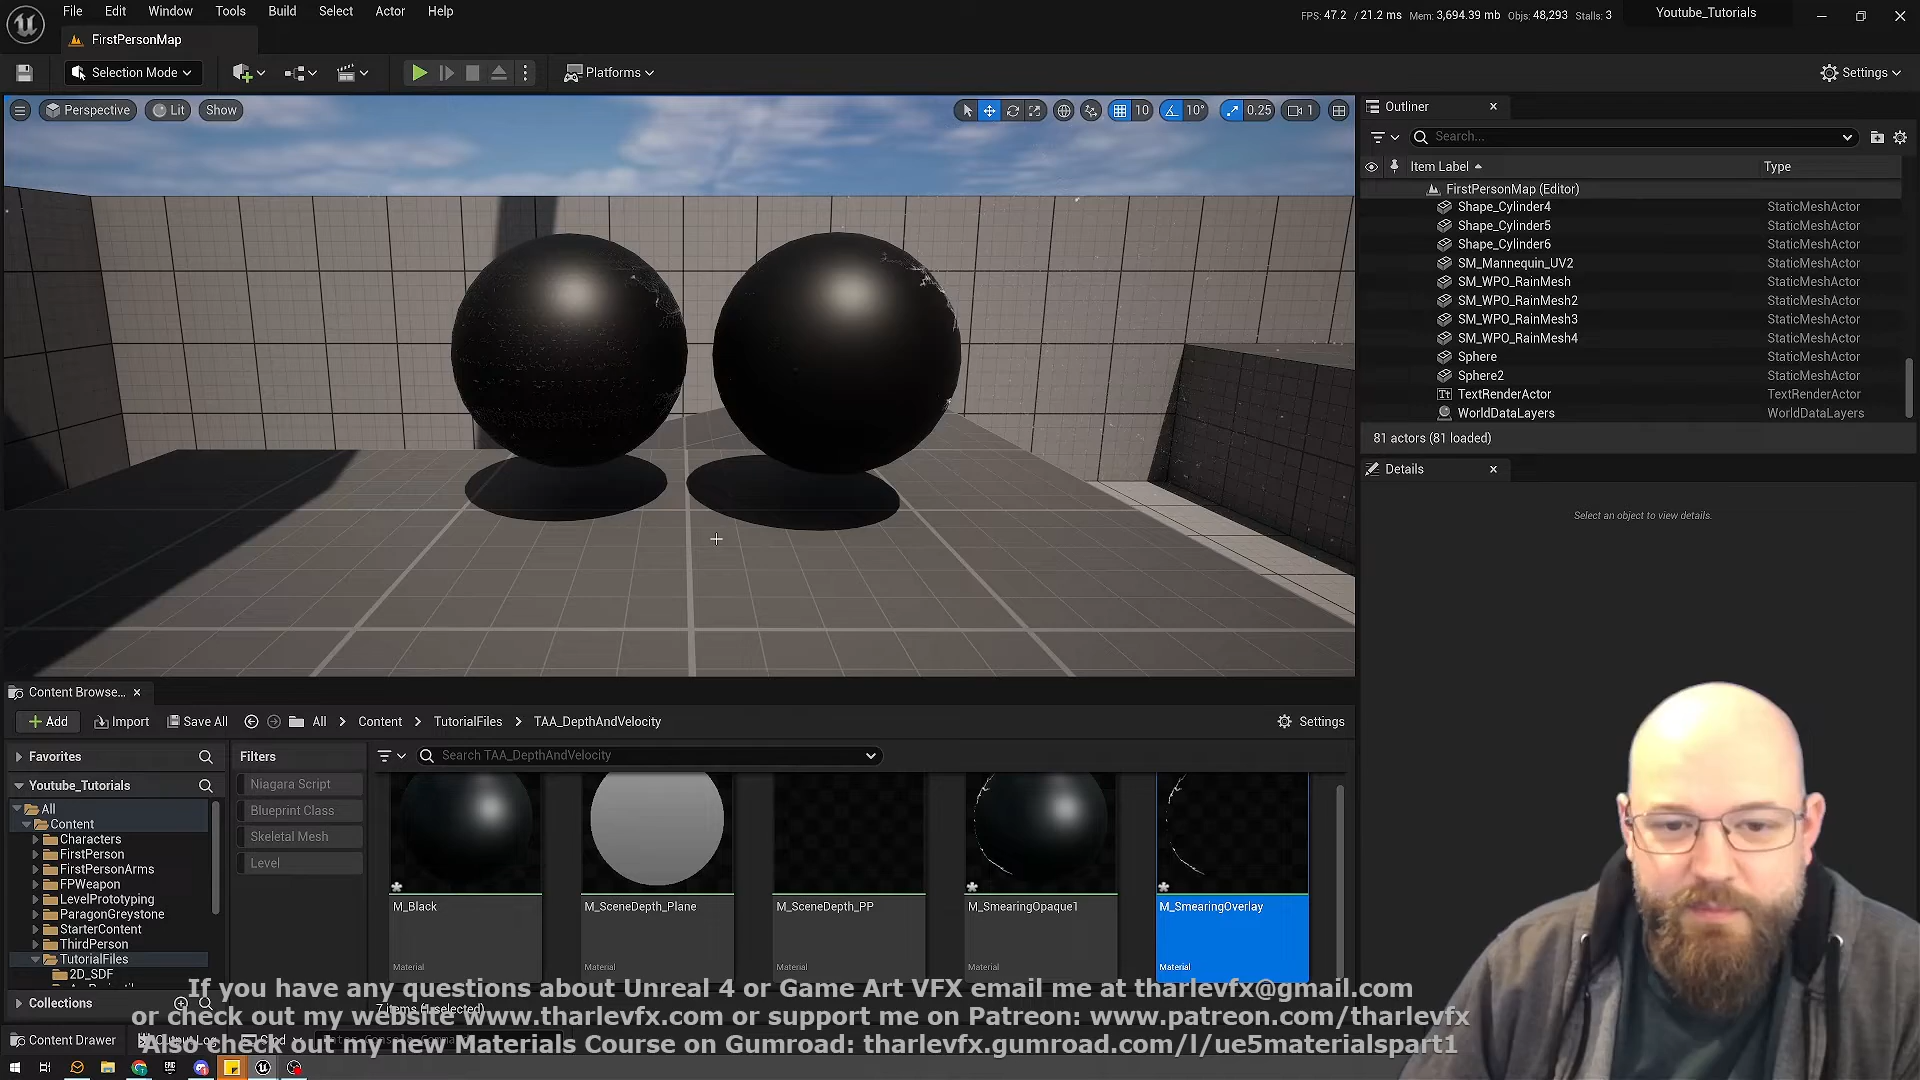 File Edit Window Tools Build Select Actor Help
FPS: 47.2 / 21.2 ms Mem: 3,694.39 mb Objs: 48,293 Stalls: 3
Youtube_Tutorials
FirstPersonMap
Selection Mode
Platforms
Settings
Perspective
Lit
Show
10
10°
0.25
1
Outliner
Search...
Item Label Type
FirstPersonMap (Editor)
Shape_Cylinder4 StaticMeshActor
Shape_Cylinder5 StaticMeshActor
Shape_Cylinder6 StaticMeshActor
SM_Mannequin_UV2 StaticMeshActor
SM_WPO_RainMesh StaticMeshActor
SM_WPO_RainMesh2 StaticMeshActor
SM_WPO_RainMesh3 StaticMeshActor
SM_WPO_RainMesh4 StaticMeshActor
Sphere StaticMeshActor
Sphere2 StaticMeshActor
TextRenderActor TextRenderActor
WorldDataLayers WorldDataLayers
81 actors (81 loaded)
Details
Select an object to view details.
Content Browse...
Add
Import
Save All
All
Content
TutorialFiles
TAA_DepthAndVelocity
Settings
Favorites
Youtube_Tutorials
All
Content
Characters
FirstPerson
FirstPersonArms
FPWeapon
LevelPrototyping
ParagonGreystone
StarterContent
ThirdPerson
TutorialFiles
2D_SDF
Collections
Filters
Niagara Script
Blueprint Class
Skeletal Mesh
Level
Search TAA_DepthAndVelocity
M_Black
Material
M_SceneDepth_Plane
Material
M_SceneDepth_PP
Material
M_SmearingOpaque1
Material
M_SmearingOverlay
Material
If you have any questions about Unreal 4 or Game Art VFX email me at tharlevfx@gmail.com
or check out my website www.tharlevfx.com or support me on Patreon: www.patreon.com/tharlevfx
Also check out my new Materials Course on Gumroad: tharlevfx.gumroad.com/l/ue5materialspart1
Content Drawer